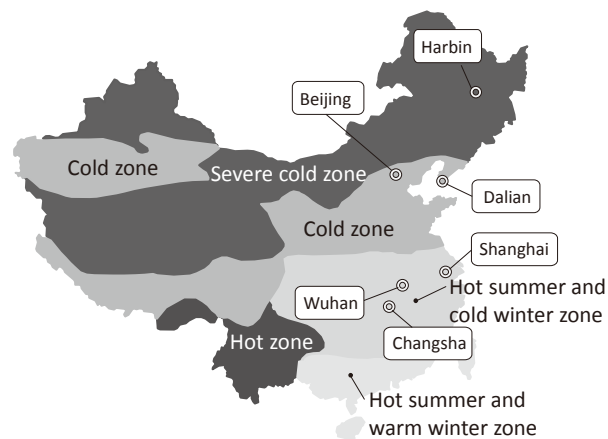 Harbin
Beijing
Cold zone
Severe cold zone
Dalian
Cold zone
Shanghai
Wuhan
Hot summer and
cold winter zone
Hot zone
Changsha
Hot summer and
warm winter zone